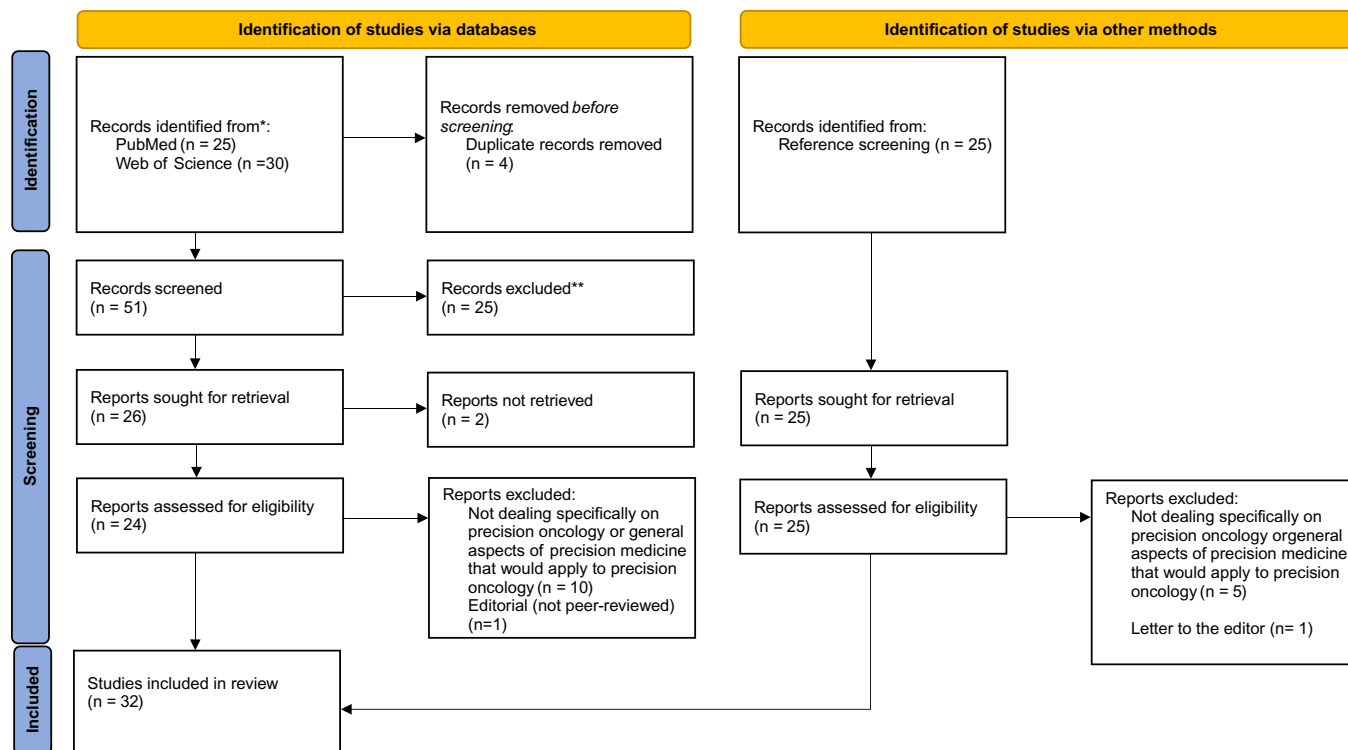 Identification of studies via databases
Identification of studies via other methods
Identification
Records identified from*:
PubMed (n = 25)
Web of Science (n =30)
Records removed before
screening:
Duplicate records removed
(n = 4)
Records identified from:
Reference screening (n = 25)
Screening
Records screened
(n = 51)
Records excluded**
(n = 25)
Reports sought for retrieval
(n = 26)
Reports not retrieved
(n = 2)
Reports sought for retrieval
(n = 25)
Reports assessed for eligibility
(n = 24)
Reports excluded:
Not dealing specifically on
precision oncology or general
aspects of precision medicine
that would apply to precision
oncology (n = 10)
Editorial (not peer-reviewed)
(n=1)
Reports assessed for eligibility
(n = 25)
Reports excluded:
Not dealing specifically on
precision oncology orgeneral
aspects of precision medicine
that would apply to precision
oncology (n = 5)
Letter to the editor (n= 1)
Included
Studies included in review
(n = 32)